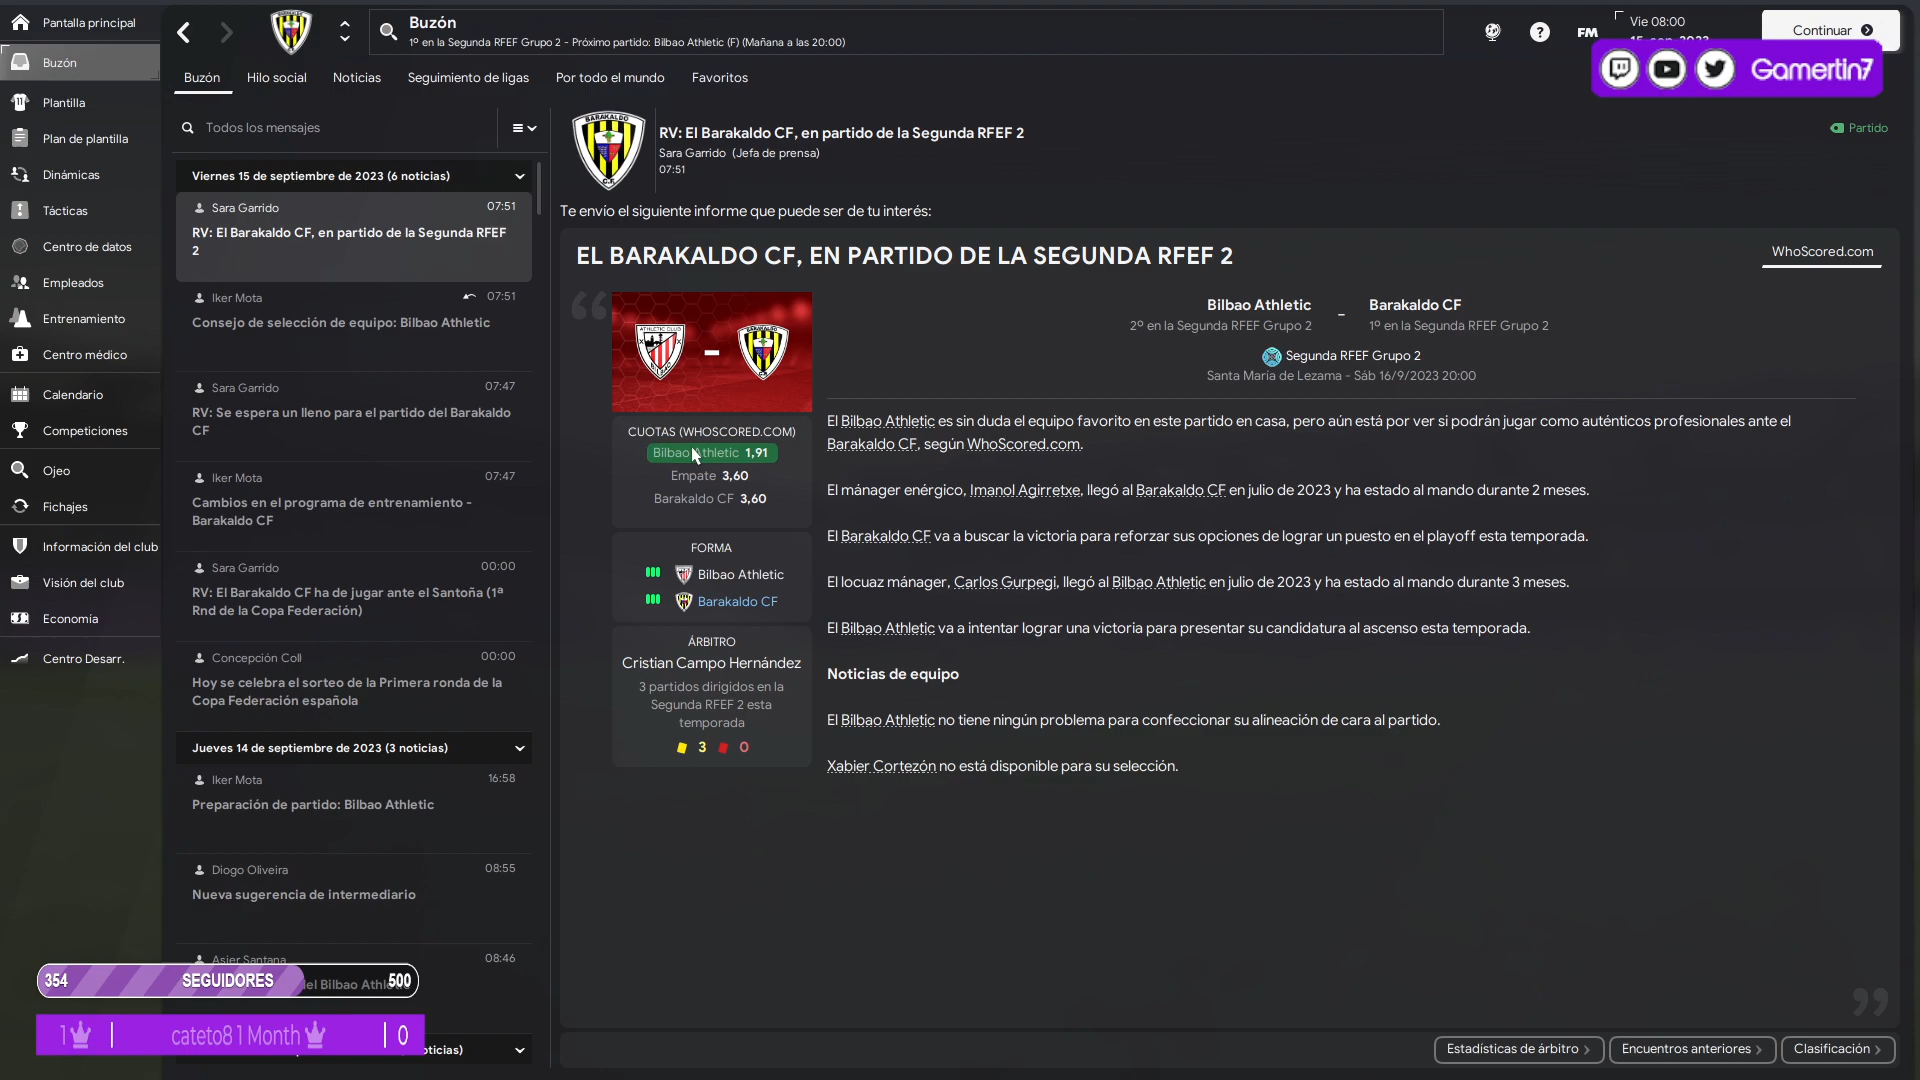 Pantalla principal
Buzón
Plantilla
Plan de plantilla
Dinámicas
Tácticas
Centro de datos
Empleados
Entrenamiento
Centro médico
Calendario
Competiciones
Ojeo
Fichajes
Información del club
Visión del club
Economía
Centro Desarr.
Buzón
1º en la Segunda RFEF Grupo 2 - Próximo partido: Bilbao Athletic (F) (Mañana a las 20:00)
FM
Vie 08:00
Continuar
Gamertin7
Buzón
Hilo social
Noticias
Seguimiento de ligas
Por todo el mundo
Favoritos
Todos los mensajes
Viernes 15 de septiembre de 2023 (6 noticias)
Sara Garrido 07:51
RV: El Barakaldo CF, en partido de la Segunda RFEF
2
Iker Mota 07:51
Consejo de selección de equipo: Bilbao Athletic
Sara Garrido 07:47
RV: Se espera un lleno para el partido del Barakaldo
CF
Iker Mota 07:47
Cambios en el programa de entrenamiento -
Barakaldo CF
Sara Garrido 00:00
RV: El Barakaldo CF ha de jugar ante el Santoña (1ª
Rnd de la Copa Federación)
Concepción Coll 00:00
Hoy se celebra el sorteo de la Primera ronda de la
Copa Federación española
Jueves 14 de septiembre de 2023 (3 noticias)
Iker Mota 16:58
Preparación de partido: Bilbao Athletic
Diogo Oliveira 08:55
Nueva sugerencia de intermediario
Asier Santana 08:46
354 SEGUIDORES 500
1 cateto8 1 Month 0
RV: El Barakaldo CF, en partido de la Segunda RFEF 2
Sara Garrido (Jefa de prensa)
07:51
Partido
Te envío el siguiente informe que puede ser de tu interés:
EL BARAKALDO CF, EN PARTIDO DE LA SEGUNDA RFEF 2
WhoScored.com
CUOTAS (WHOSCORED.COM)
Bilbao Athletic 1,91
Empate 3,60
Barakaldo CF 3,60
FORMA
Bilbao Athletic
Barakaldo CF
ÁRBITRO
Cristian Campo Hernández
3 partidos dirigidos en la
Segunda RFEF 2 esta
temporada
3 0
Bilbao Athletic - Barakaldo CF
2º en la Segunda RFEF Grupo 2 1º en la Segunda RFEF Grupo 2
Segunda RFEF Grupo 2
Santa María de Lezama - Sáb 16/9/2023 20:00
El Bilbao Athletic es sin duda el equipo favorito en este partido en casa, pero aún está por ver si podrán jugar como auténticos profesionales ante el
Barakaldo CF, según WhoScored.com.
El mánager enérgico, Imanol Agirretxe, llegó al Barakaldo CF en julio de 2023 y ha estado al mando durante 2 meses.
El Barakaldo CF va a buscar la victoria para reforzar sus opciones de lograr un puesto en el playoff esta temporada.
El locuaz mánager, Carlos Gurpegi, llegó al Bilbao Athletic en julio de 2023 y ha estado al mando durante 3 meses.
El Bilbao Athletic va a intentar lograr una victoria para presentar su candidatura al ascenso esta temporada.
Noticias de equipo
El Bilbao Athletic no tiene ningún problema para confeccionar su alineación de cara al partido.
Xabier Cortezón no está disponible para su selección.
Estadísticas de árbitro
Encuentros anteriores
Clasificación